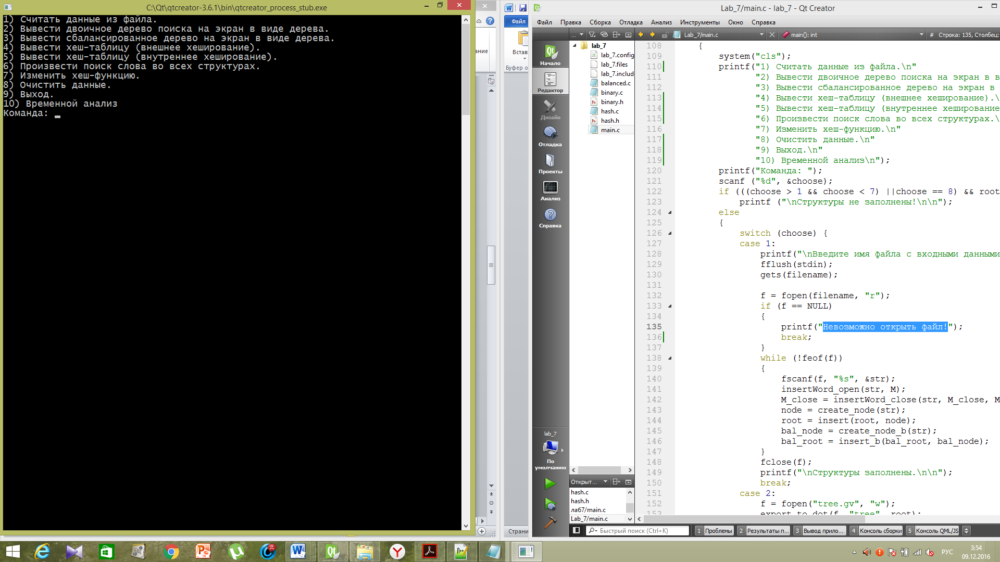 C:\Qt\qtcreator-3.6.1\bin\qtcreator_process_stub.exe
1) Считать данные из файла.
2) Вывести двоичное дерево поиска на экран в виде дерева.
3) Вывести сбалансированное дерево на экран в виде дерева.
4) Вывести хеш-таблицу (внешнее хеширование).
5) Вывести хеш-таблицу (внутреннее хеширование).
6) Произвести поиск слова во всех структурах.
7) Изменить хеш-функцию.
8) Очистить данные.
9) Выход.
10) Временной анализ
Команда:
ание
Файл
Встав
Буфер о
Страни
Lab_7/main.c - lab_7 - Qt Creator
Файл Правка Сборка Отладка Анализ Инструменты Окно Справка
... Lab_7/main.c main(): int # Строка: 135, Столбец:
Начало
Редактор
Дизайн
Отладка
Проекты
Анализ
Справка
lab_7
По умолчанию
lab_7
lab_7.config
lab_7.files
lab_7.includ
balanced.c
binary.c
binary.h
hash.c
hash.h
main.c
Открыт...
hash.c
hash.h
лаб7/main.c
Lab_7/main.c
108 {
109 system("cls");
110 printf("1) Считать данные из файла.\n"
111 "2) Вывести двоичное дерево поиска на экран в в
112 "3) Вывести сбалансированное дерево на экран в
113 "4) Вывести хеш-таблицу (внешнее хеширование).\
114 "5) Вывести хеш-таблицу (внутреннее хеширование
115 "6) Произвести поиск слова во всех структурах.\
116 "7) Изменить хеш-функцию.\n"
117 "8) Очистить данные.\n"
118 "9) Выход.\n"
119 "10) Временной анализ\n");
120 printf("Команда: ");
121 scanf ("%d", &choose);
122 if (((choose > 1 && choose < 7) ||choose == 8) && root
123 printf ("\nСтруктуры не заполнены!\n\n");
124 else
125 {
126 switch (choose) {
127 case 1:
128 printf("\nВведите имя файла с входными данными
129 fflush(stdin);
130 gets(filename);
131
132 f = fopen(filename, "r");
133 if (f == NULL)
134 {
135 printf("Невозможно открыть файл!");
136 break;
137 }
138 while (!feof(f))
139 {
140 fscanf(f, "%s", &str);
141 insertWord_open(str, M);
142 M_close = insertWord_close(str, M_close, M
143 node = create_node(str);
144 root = insert(root, node);
145 bal_node = create_node_b(str);
146 bal_root = insert_b(bal_root, bal_node);
147 }
148 fclose(f);
149 printf("\nСтруктуры заполнены.\n\n");
150 break;
151 case 2:
152 f = fopen("tree.gv", "w");
153 export_to_dot(f, "tree", root);
Быстрый поиск (Ctrl+K)
1 Проблемы 2 Результаты п... 3 Вывод прило... 4 Консоль сборки 5 Консоль QML/JS
РУС
3:54
09.12.2016